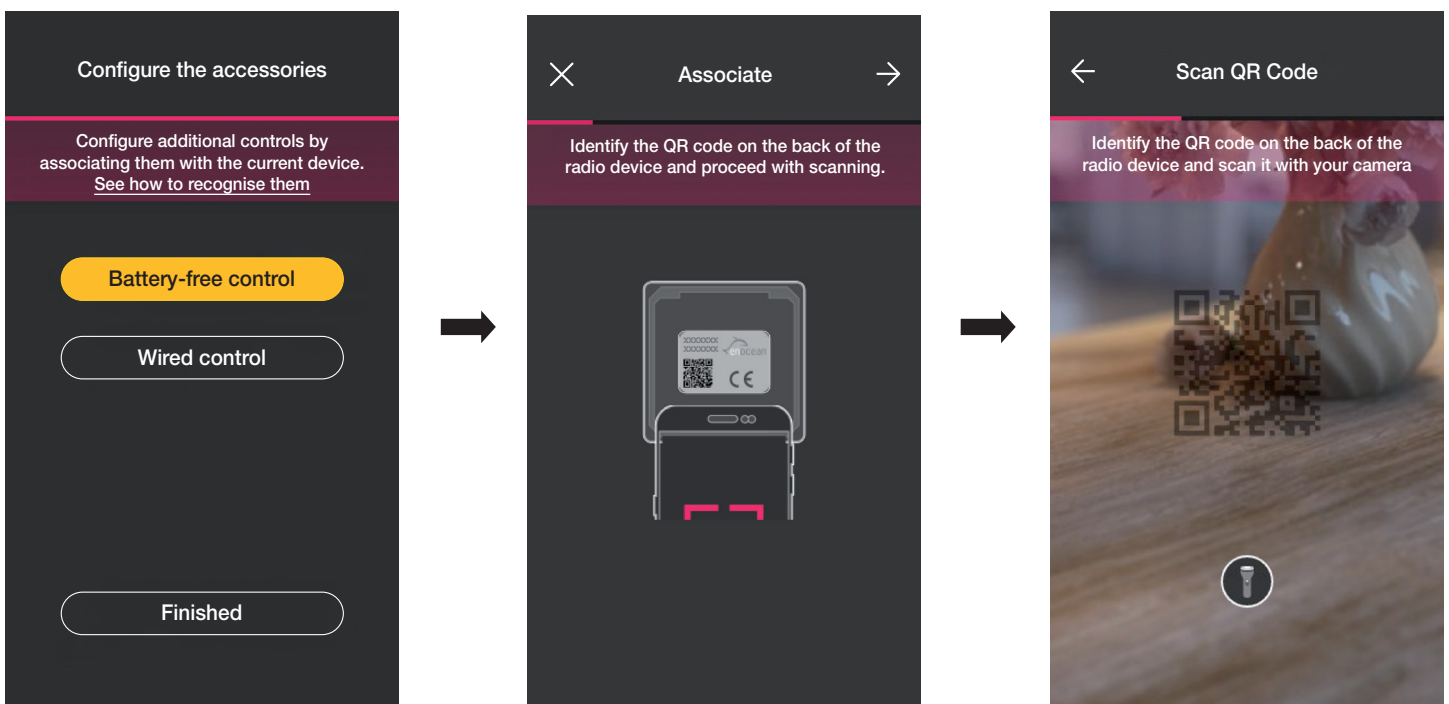 Configure the accessories
Configure additional controls by
associating them with the current device.
See how to recognise them
Battery-free control
Wired control
Finished
Associate
Identify the QR code on the back of the
radio device and proceed with scanning.
XXXXXXX
XXXXXXX
enocean
CE
Scan QR Code
Identify the QR code on the back of the
radio device and scan it with your camera